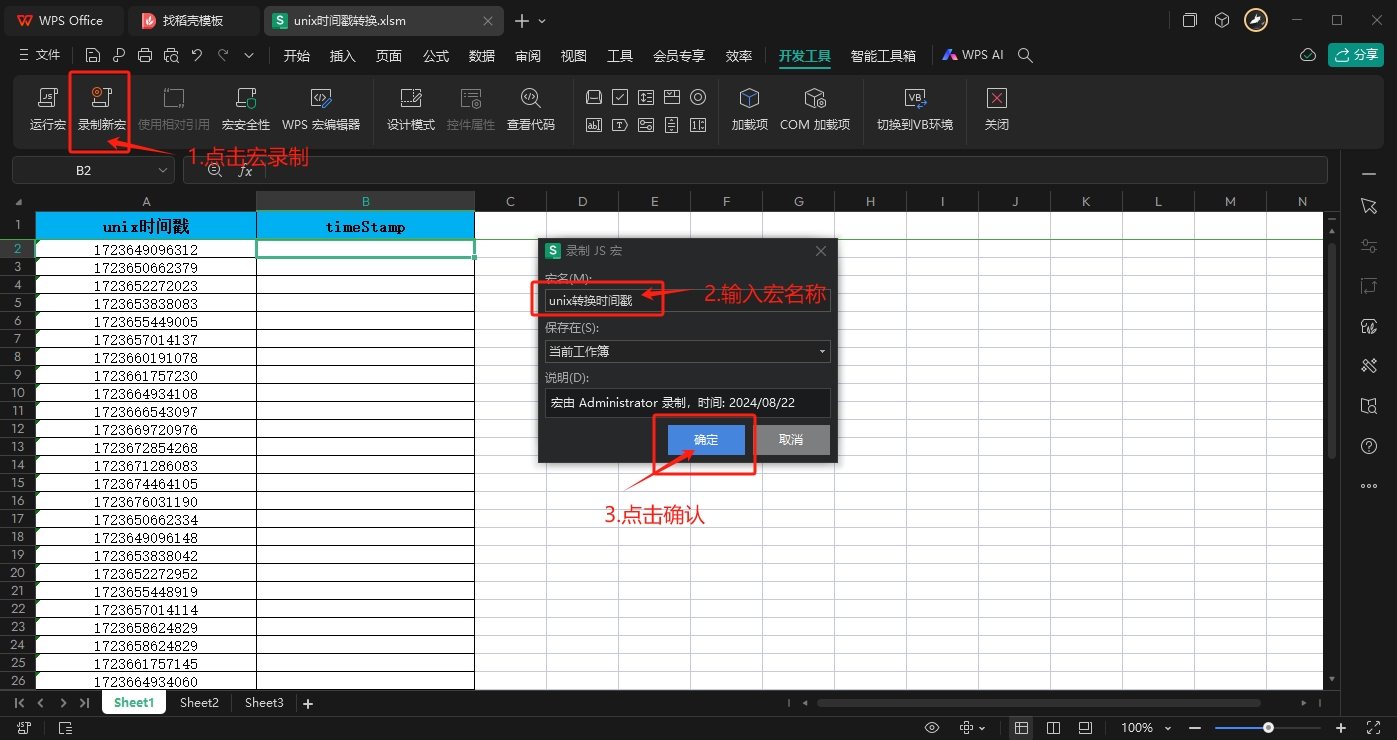 WPS Office 找稻壳模板 unix时间戳转换.xlsm
文件 开始 插入 页面 公式 数据 审阅 视图 工具 会员专享 效率 开发工具 智能工具箱 WPS AI 分享
运行宏 录制新宏 使用相对引用 宏安全性 WPS 宏编辑器 设计模式 控件属性 查看代码 加载项 COM 加载项 切换到VB环境 关闭
1.点击宏录制
B2 fx
A B C D E F G H I J K L M N
1 unix时间戳 timeStamp
2 1723649096312
3 1723650662379
4 1723652272023
5 1723653838083
6 1723655449005
7 1723657014137
8 1723660191078
9 1723661757230
10 1723664934108
11 1723666543097
12 1723669720976
13 1723672854268
14 1723671286083
15 1723674464105
16 1723676031190
17 1723650662334
18 1723649096148
19 1723653838042
20 1723652272952
21 1723655448919
22 1723657014114
23 1723658624829
24 1723658624829
25 1723661757145
26 1723664934060
录制 JS 宏
宏名(M):
unix转换时间戳
2.输入宏名称
保存在(S):
当前工作簿
说明(D):
宏由 Administrator 录制，时间: 2024/08/22
确定 取消
3.点击确认
Sheet1 Sheet2 Sheet3
100%